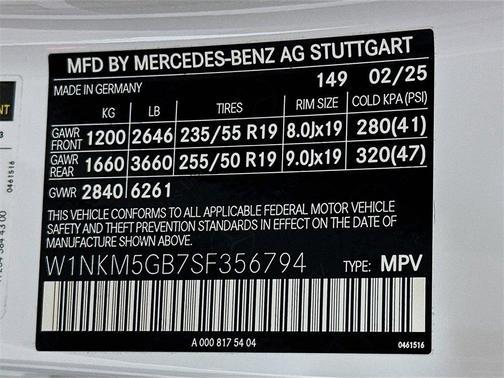 MFD BY MERCEDES-BENZ AG STUTTGART
MADE IN GERMANY 149 02/25
KG LB TIRES RIM SIZE COLD KPA(PSI)
GAWR FRONT 1200 2646 235/55 R19 8.0Jx19 280(41)
GAWR REAR 1660 3660 255/50 R19 9.0Jx19 320(47)
GVWR 2840 6261
THIS VEHICLE CONFORMS TO ALL APPLICABLE FEDERAL MOTOR VEHICLE
SAFETY AND THEFT PREVENTION STANDARDS IN EFFECT ON THE DATE OF
MANUFACTURE SHOWN ABOVE.
W1NKM5GB7SF356794 TYPE: MPV
A 000 817 54 04 0461516
0461516